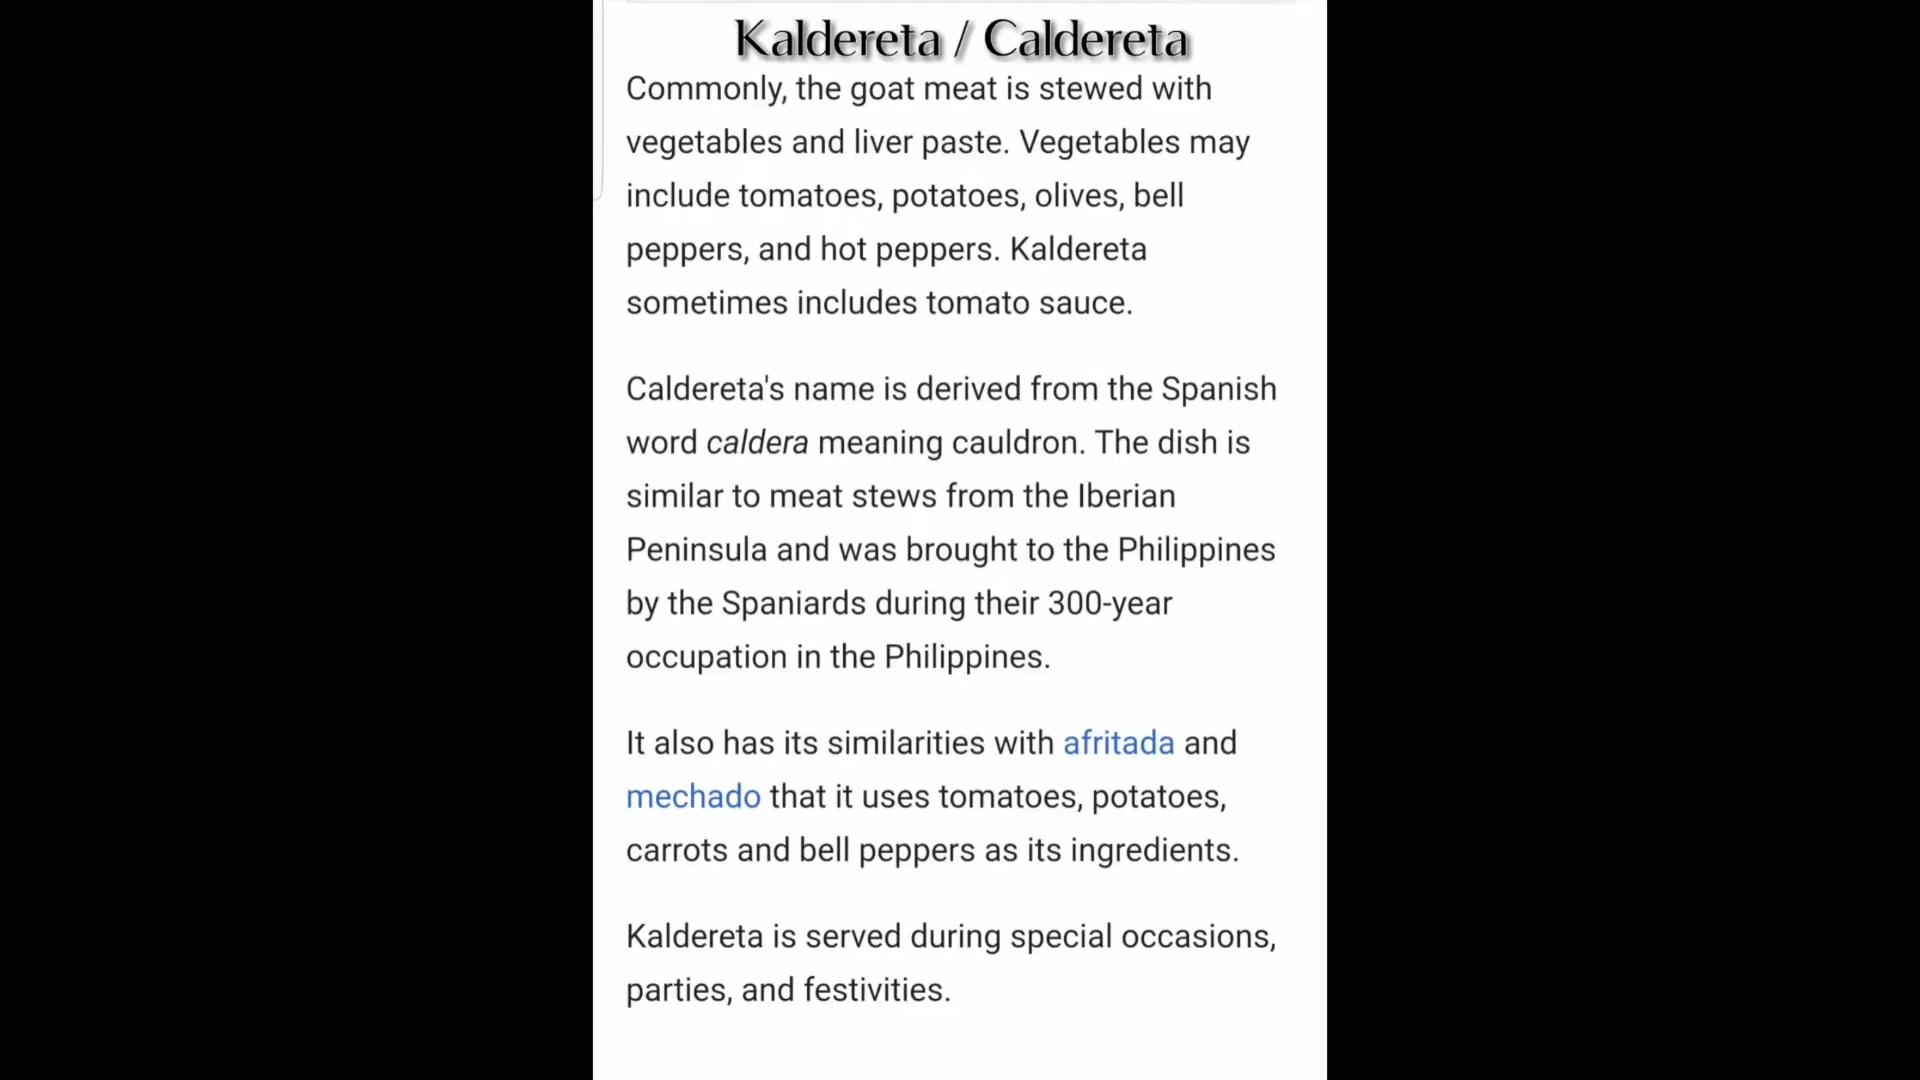 Kaldereta / Caldereta
Commonly, the goat meat is stewed with
vegetables and liver paste. Vegetables may
include tomatoes, potatoes, olives, bell
peppers, and hot peppers. Kaldereta
sometimes includes tomato sauce.
Caldereta's name is derived from the Spanish
word caldera meaning cauldron. The dish is
similar to meat stews from the Iberian
Peninsula and was brought to the Philippines
by the Spaniards during their 300-year
occupation in the Philippines.
It also has its similarities with afritada and
mechado that it uses tomatoes, potatoes,
carrots and bell peppers as its ingredients.
Kaldereta is served during special occasions,
parties, and festivities.